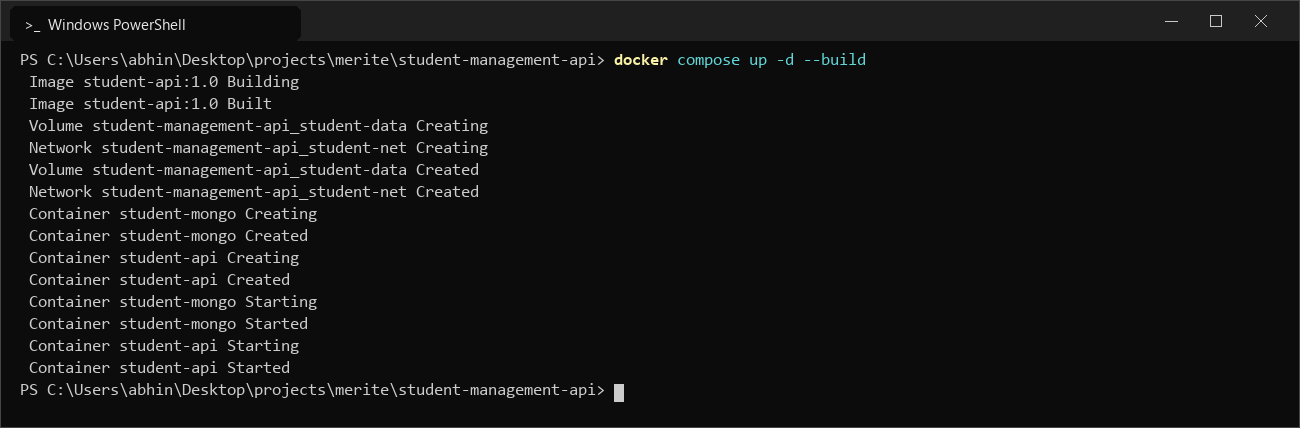 >_ Windows PowerShell
PS C:\Users\abhin\Desktop\projects\merite\student-management-api> docker compose up -d --build
Image student-api:1.0 Building
Image student-api:1.0 Built
Volume student-management-api_student-data Creating
Network student-management-api_student-net Creating
Volume student-management-api_student-data Created
Network student-management-api_student-net Created
Container student-mongo Creating
Container student-mongo Created
Container student-api Creating
Container student-api Created
Container student-mongo Starting
Container student-mongo Started
Container student-api Starting
Container student-api Started
PS C:\Users\abhin\Desktop\projects\merite\student-management-api>